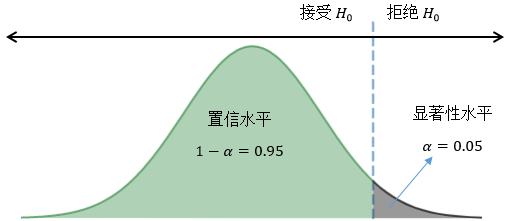 接受 H₀ 拒绝 H₀
置信水平
1 − α = 0.95
显著性水平
α = 0.05